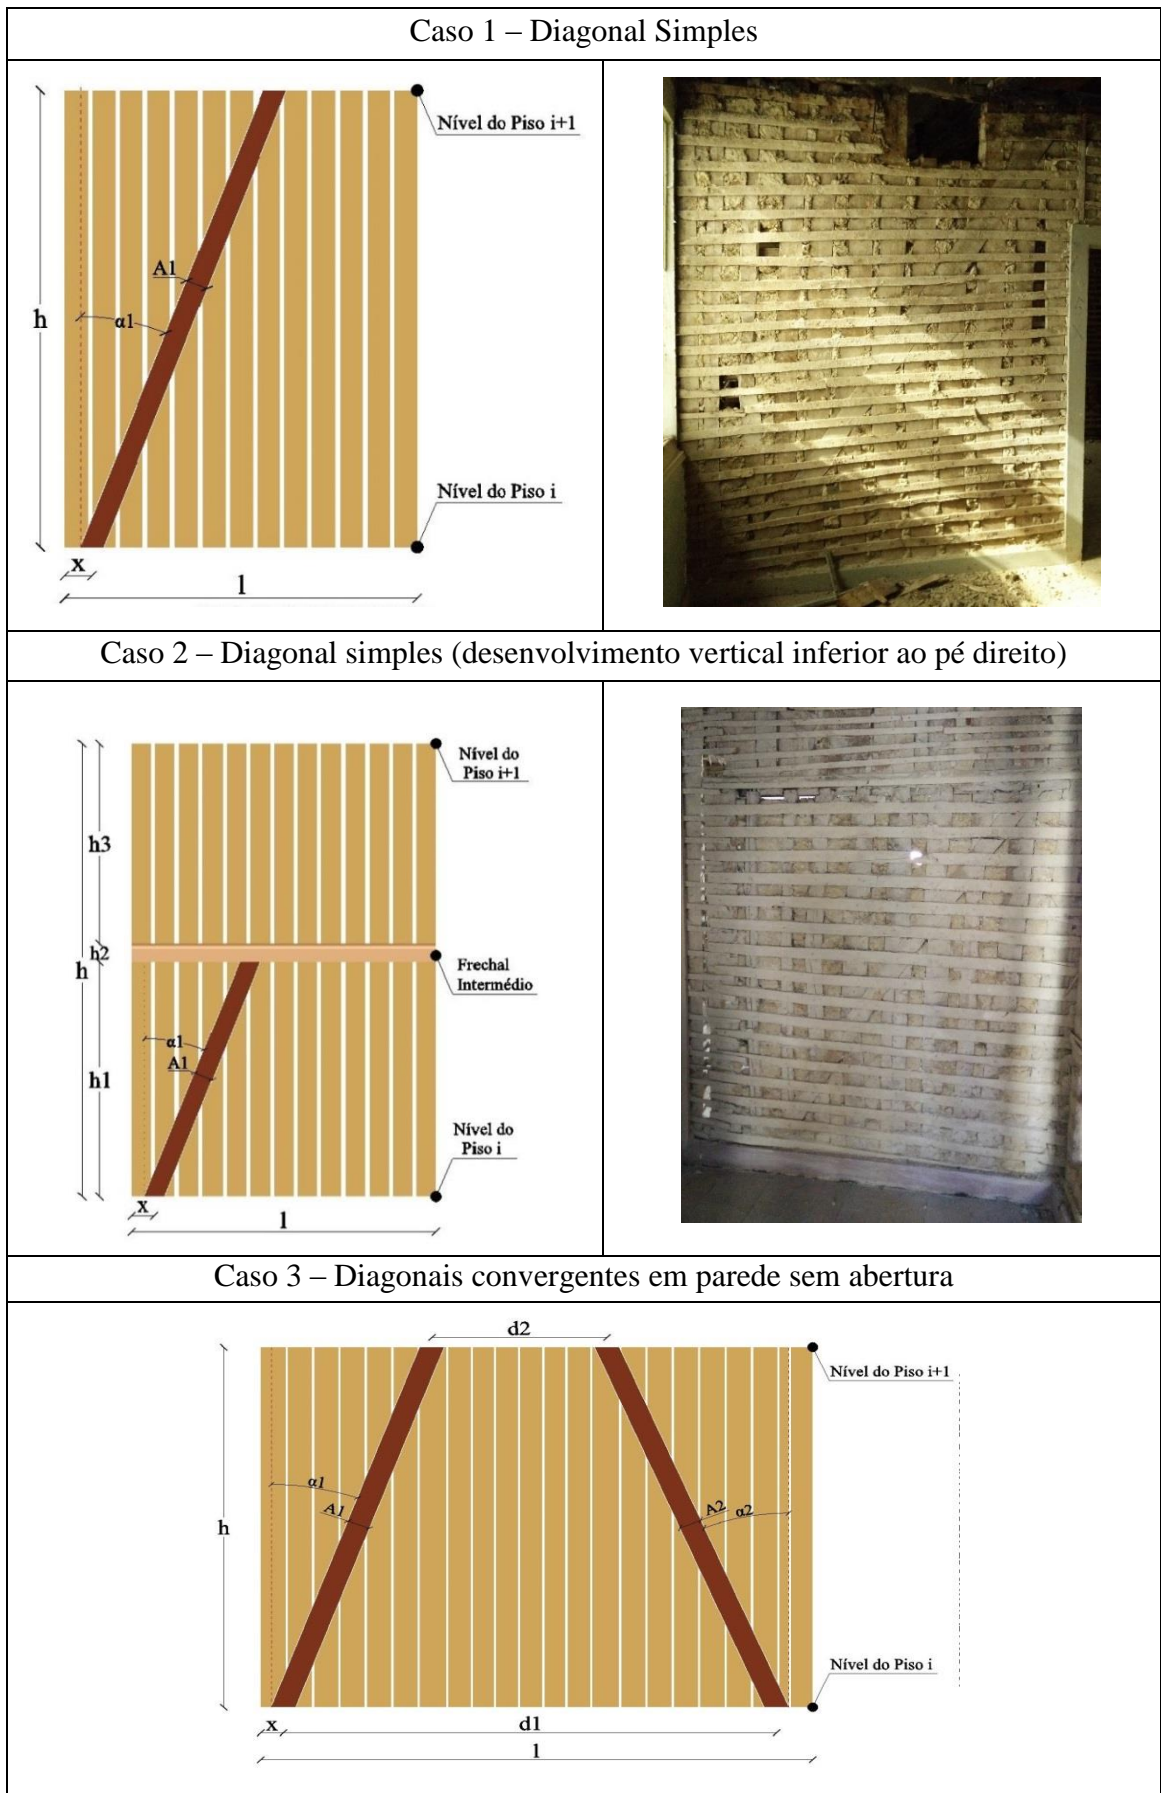 Caso 1 – Diagonal Simples
Nível do Piso i+1
A1
h
α1
Nível do Piso i
x
l
Caso 2 – Diagonal simples (desenvolvimento vertical inferior ao pé direito)
Nível do
Piso i+1
h3
h2
h
Frechal
Intermédio
α1
A1
h1
Nível do
Piso i
x
l
Caso 3 – Diagonais convergentes em parede sem abertura
d2
Nível do Piso i+1
α1
A1
A2
α2
h
Nível do Piso i
x
d1
l